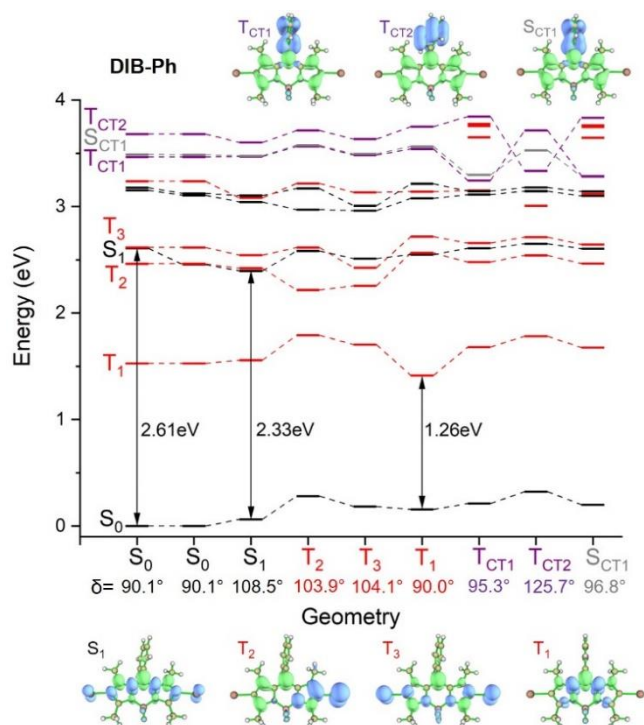 T_CT1 T_CT2 S_CT1
DIB-Ph
4
T_CT2
S_CT1
T_CT1
3
T_3
S_1
T_2
2
T_1
1
2.61eV 2.33eV 1.26eV
S_0
0
Energy (eV)
S_0 S_0 S_1 T_2 T_3 T_1 T_CT1 T_CT2 S_CT1
δ= 90.1° 90.1° 108.5° 103.9° 104.1° 90.0° 95.3° 125.7° 96.8°
Geometry
S_1 T_2 T_3 T_1